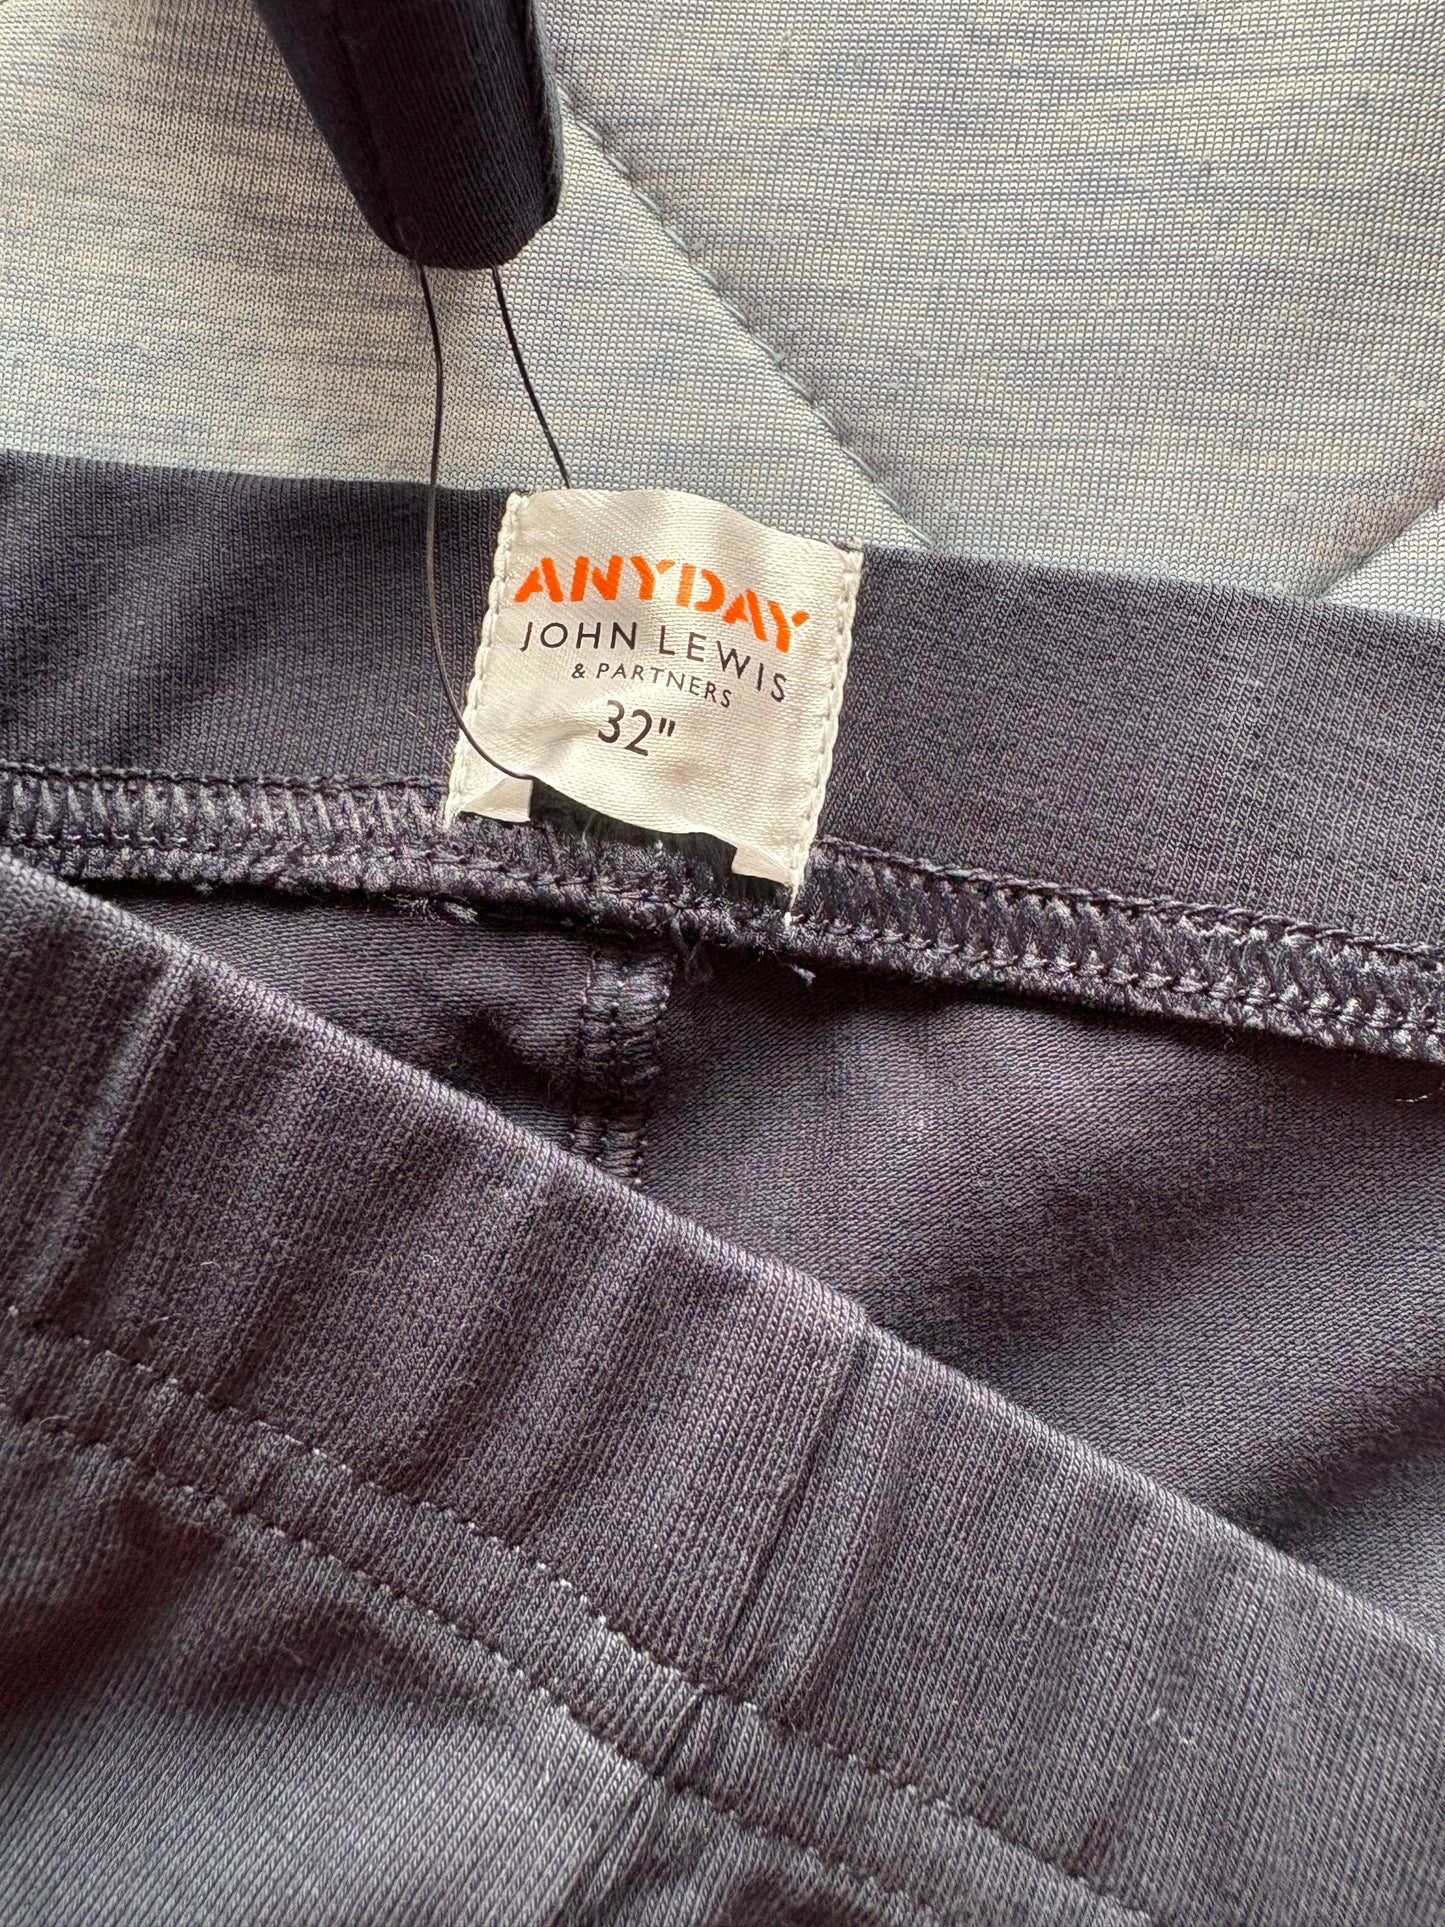 ANYDAY
JOHN LEWIS
& PARTNERS
32"